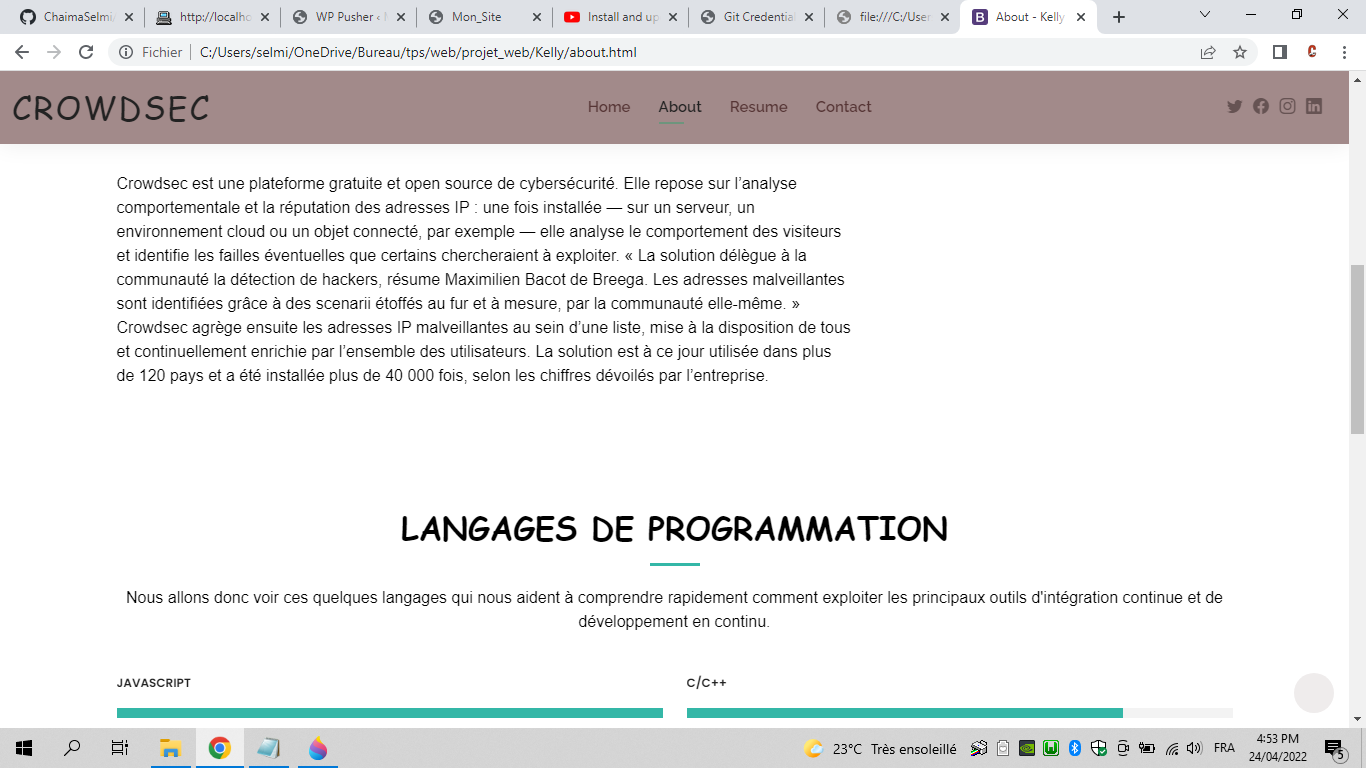 ChaimaSelmi/
http://localho
WP Pusher ‹
Mon_Site
Install and up
Git Credential
file:///C:/User
About - Kelly
Fichier
C:/Users/selmi/OneDrive/Bureau/tps/web/projet_web/Kelly/about.html
CROWDSEC
Home
About
Resume
Contact
Crowdsec est une plateforme gratuite et open source de cybersécurité. Elle repose sur l’analyse
comportementale et la réputation des adresses IP : une fois installée — sur un serveur, un
environnement cloud ou un objet connecté, par exemple — elle analyse le comportement des visiteurs
et identifie les failles éventuelles que certains chercheraient à exploiter. « La solution délègue à la
communauté la détection de hackers, résume Maximilien Bacot de Breega. Les adresses malveillantes
sont identifiées grâce à des scenarii étoffés au fur et à mesure, par la communauté elle-même. »
Crowdsec agrège ensuite les adresses IP malveillantes au sein d’une liste, mise à la disposition de tous
et continuellement enrichie par l’ensemble des utilisateurs. La solution est à ce jour utilisée dans plus
de 120 pays et a été installée plus de 40 000 fois, selon les chiffres dévoilés par l’entreprise.
LANGAGES DE PROGRAMMATION
Nous allons donc voir ces quelques langages qui nous aident à comprendre rapidement comment exploiter les principaux outils d'intégration continue et de
développement en continu.
JAVASCRIPT
C/C++
23°C Très ensoleillé
FRA
4:53 PM
24/04/2022
5